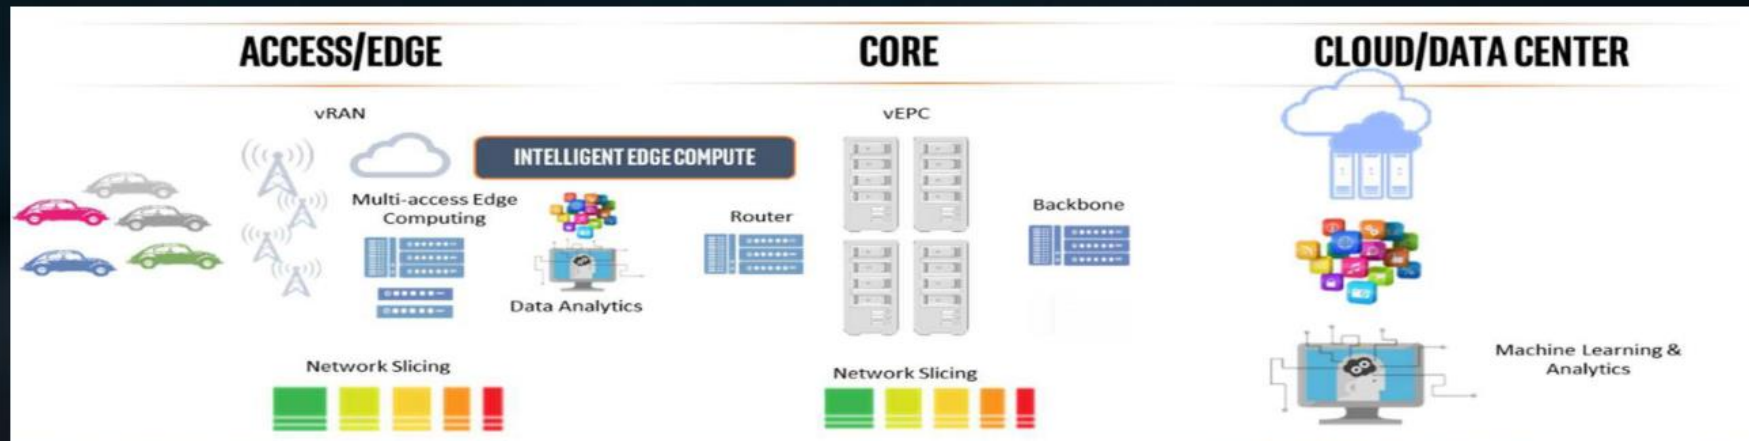 ACCESS/EDGE
CORE
CLOUD/DATA CENTER
vRAN
vEPC
INTELLIGENT EDGE COMPUTE
Multi-access Edge
Computing
Router
Backbone
Data Analytics
Network Slicing
Network Slicing
Machine Learning &
Analytics